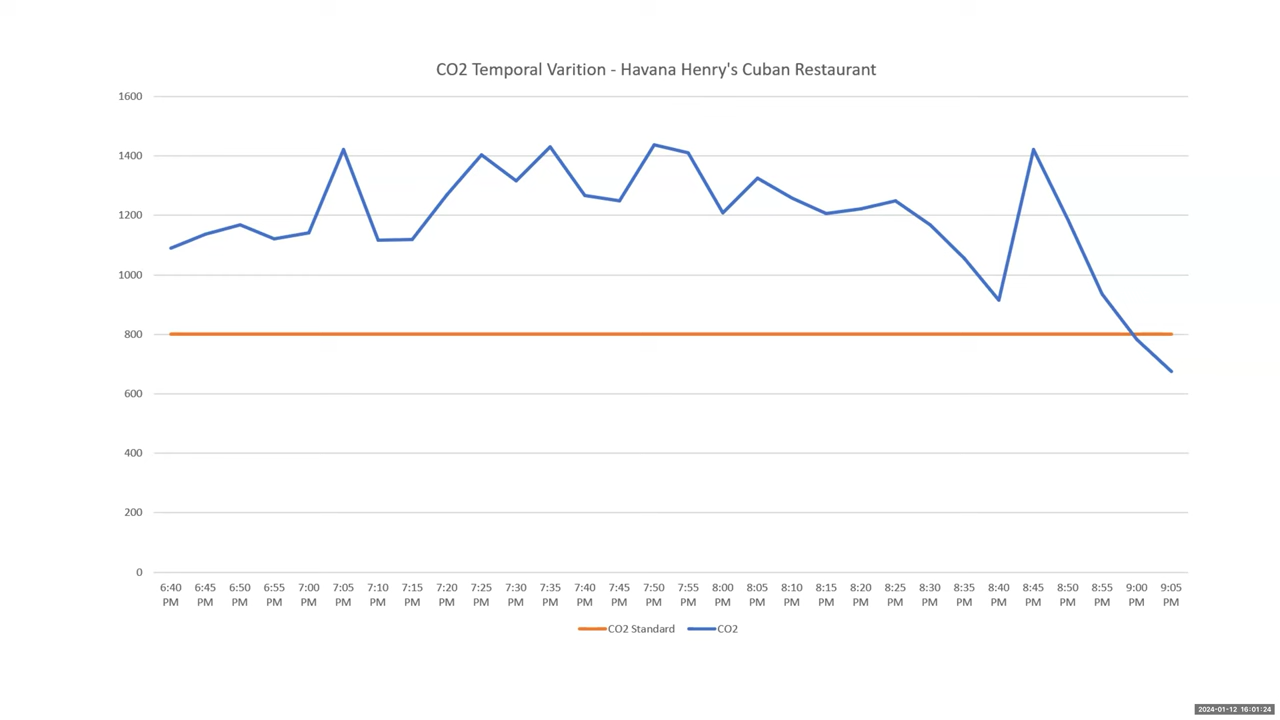 CO2 Temporal Varition - Havana Henry's Cuban Restaurant
1600
1400
1200
1000
800
600
400
200
0
6:40 6:45 6:50 6:55 7:00 7:05 7:10 7:15 7:20 7:25 7:30 7:35 7:40 7:45 7:50 7:55 8:00 8:05 8:10 8:15 8:20 8:25 8:30 8:35 8:40 8:45 8:50 8:55 9:00 9:05
PM PM PM PM PM PM PM PM PM PM PM PM PM PM PM PM PM PM PM PM PM PM PM PM PM PM PM PM PM PM
CO2 Standard CO2
2024-01-12 16:01:24